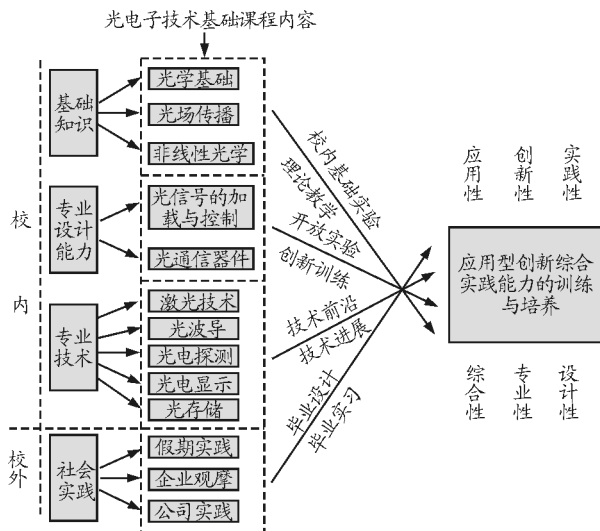 光电子技术基础课程内容
校
内
校
外
基础
知识
光学基础
光场传播
非线性光学
专业
设计
能力
光信号的加
载与控制
光通信器件
专业
技术
激光技术
光波导
光电探测
光电显示
光存储
社会
实践
假期实践
企业观摩
公司实践
校内基础实验
理论教学
开放实验
创新训练
技术前沿
技术进展
毕业设计
毕业实习
应用性
创新性
实践性
应用型创新综合
实践能力的训练
与培养
综合性
专业性
设计性